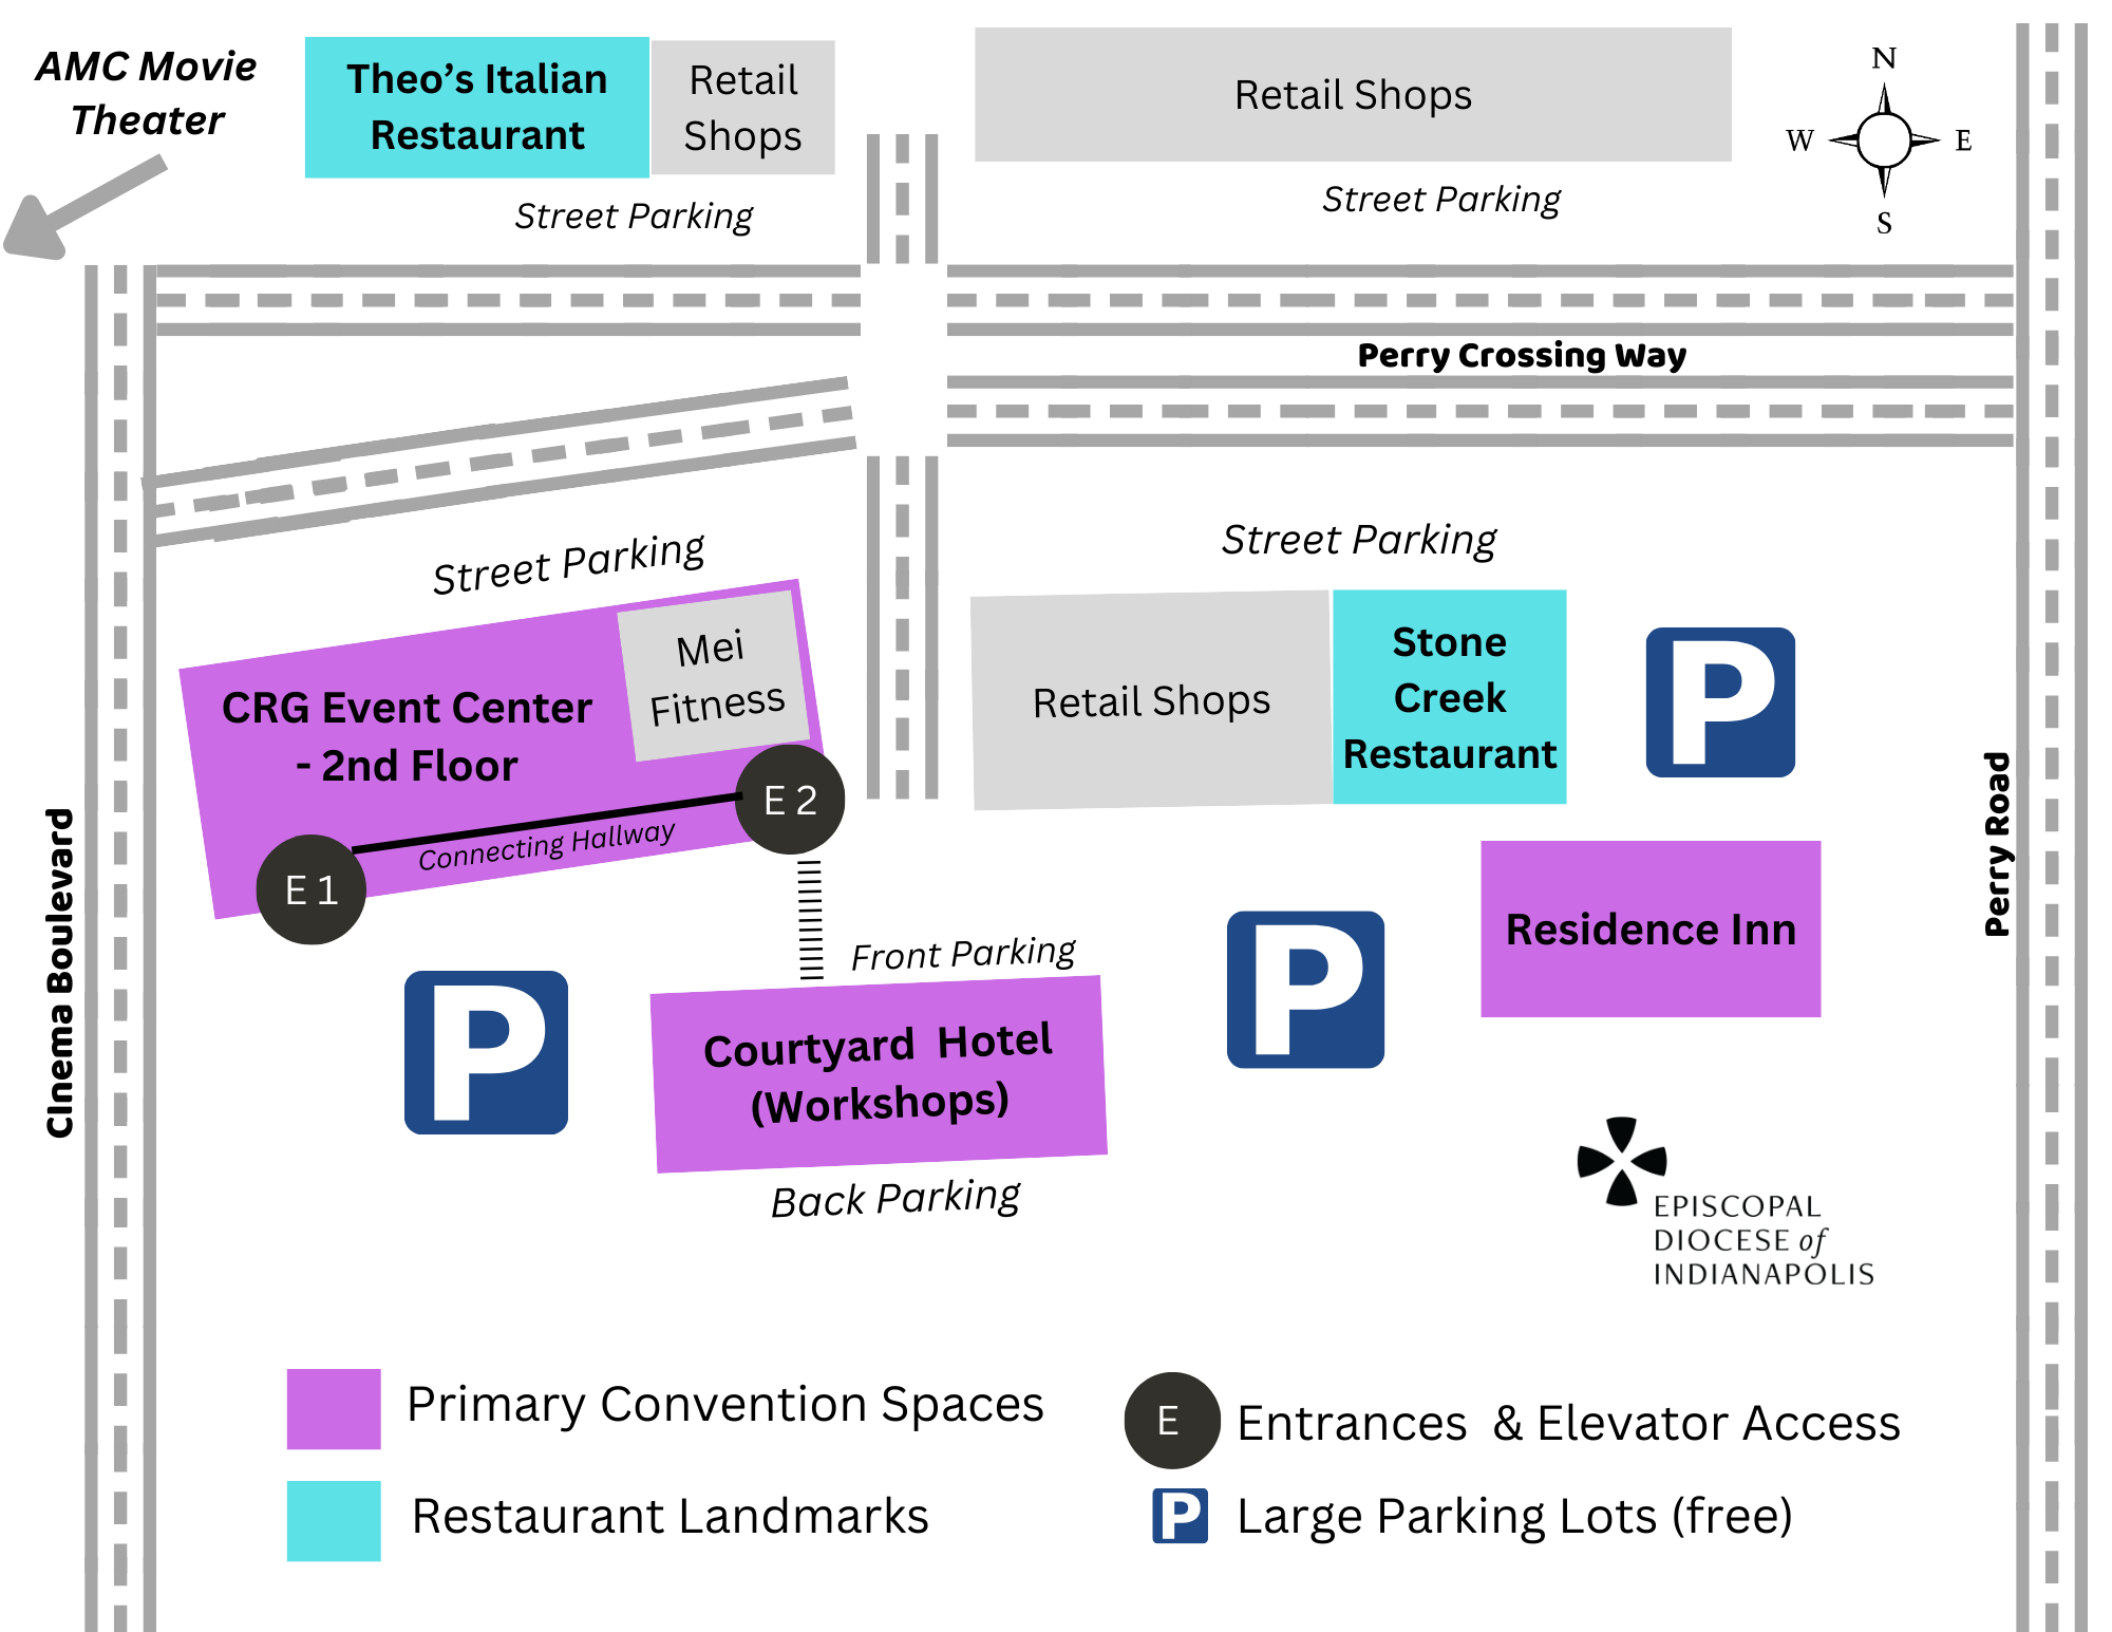 AMC Movie
Theater
Theo's Italian
Restaurant
Retail
Shops
Retail Shops
N
W
E
S
Street Parking
Street Parking
Perry Crossing Way
Street Parking
Street Parking
Mei
Fitness
CRG Event Center
- 2nd Floor
Retail Shops
Stone
Creek
Restaurant
P
E 2
Connecting Hallway
E 1
Cinema Boulevard
Perry Road
Residence Inn
Front Parking
P
P
Courtyard Hotel
(Workshops)
Back Parking
EPISCOPAL
DIOCESE of
INDIANAPOLIS
Primary Convention Spaces
E
Entrances & Elevator Access
Restaurant Landmarks
P
Large Parking Lots (free)